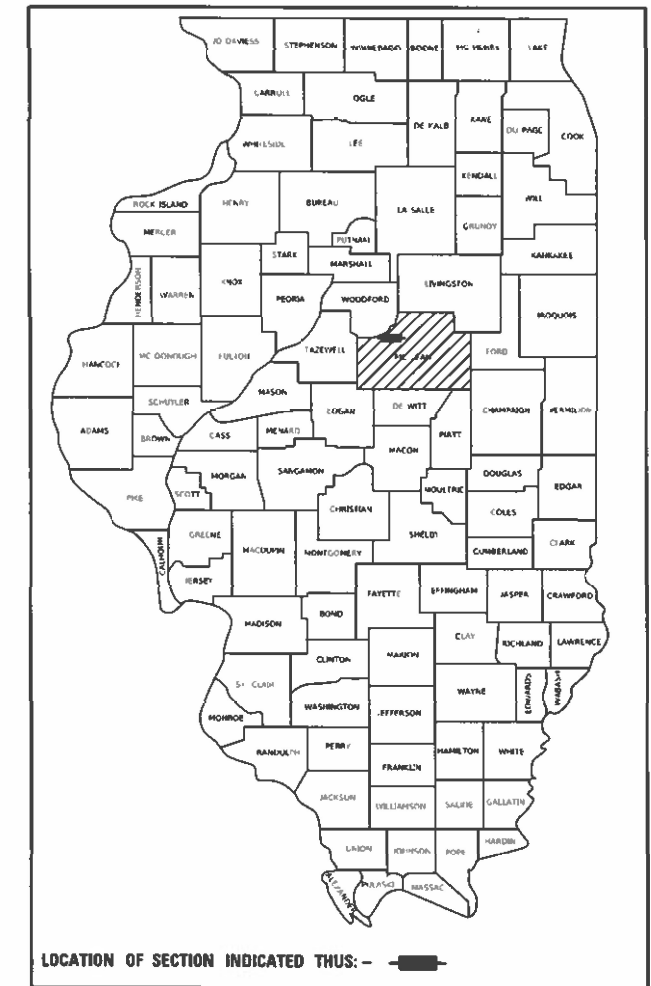 JO DAVIESS STEPHENSON WINNEBAGO BOONE MC HENRY LAKE
CARROLL OGLE DE KALB KANE DU PAGE COOK
WHITESIDE LEE KENDALL WILL
ROCK ISLAND HENRY BUREAU LA SALLE GRUNDY
MERCER STARK PUTNAM KANKAKEE
HENDERSON WARREN KNOX PEORIA MARSHALL LIVINGSTON
WOODFORD IROQUOIS
HANCOCK MC DONOUGH FULTON TAZEWELL MC LEAN FORD
SCHUYLER MASON LOGAN DE WITT CHAMPAIGN VERMILION
ADAMS BROWN CASS MENARD MACON PIATT
PIKE SCOTT MORGAN SANGAMON MOULTRIE DOUGLAS EDGAR
CHRISTIAN COLES
CALHOUN GREENE MACOUPIN MONTGOMERY SHELBY CUMBERLAND CLARK
JERSEY FAYETTE EFFINGHAM JASPER CRAWFORD
MADISON BOND
CLINTON MARION CLAY RICHLAND LAWRENCE
ST CLAIR WASHINGTON JEFFERSON WAYNE EDWARDS WABASH
MONROE
RANDOLPH PERRY FRANKLIN HAMILTON WHITE
JACKSON WILLIAMSON SALINE GALLATIN
UNION JOHNSON POPE HARDIN
ALEXANDER PULASKI MASSAC
LOCATION OF SECTION INDICATED THUS: -